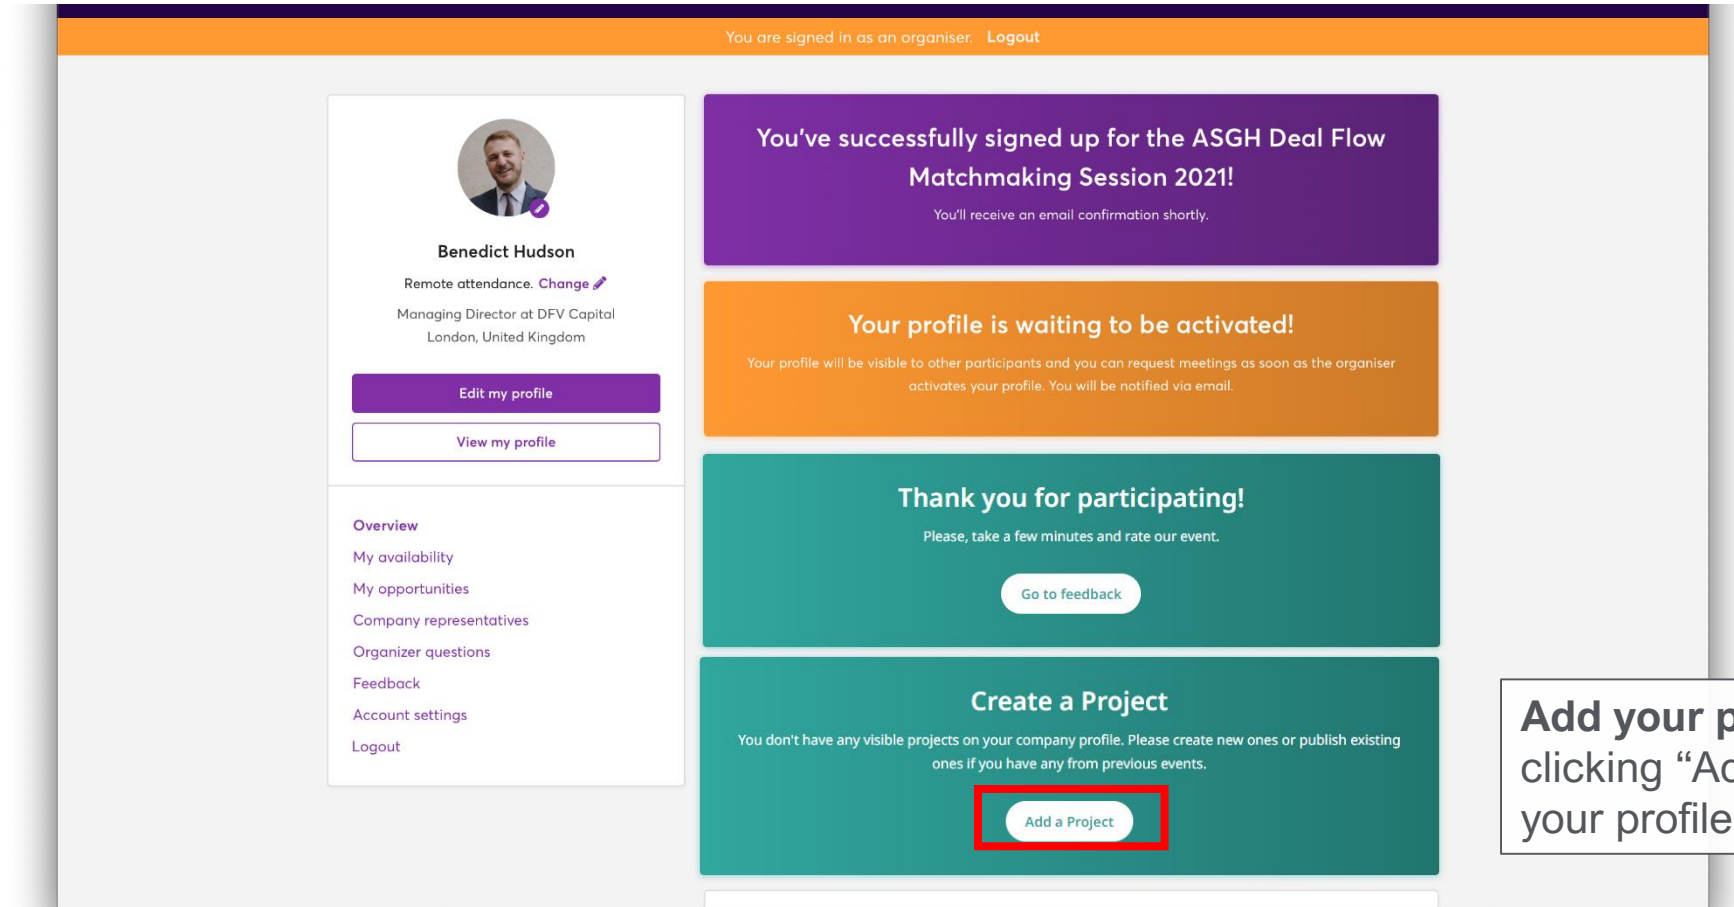 You are signed in as an organiser. Logout
Benedict Hudson
Remote attendance. Change
Managing Director at DFV Capital
London, United Kingdom
Edit my profile
View my profile
Overview
My availability
My opportunities
Company representatives
Organizer questions
Feedback
Account settings
Logout
You've successfully signed up for the ASGH Deal Flow
Matchmaking Session 2021!
You'll receive an email confirmation shortly.
Your profile is waiting to be activated!
Your profile will be visible to other participants and you can request meetings as soon as the organiser
activates your profile. You will be notified via email.
Thank you for participating!
Please, take a few minutes and rate our event.
Go to feedback
Create a Project
You don't have any visible projects on your company profile. Please create new ones or publish existing
ones if you have any from previous events.
Add a Project
Add your
clicking
your profile